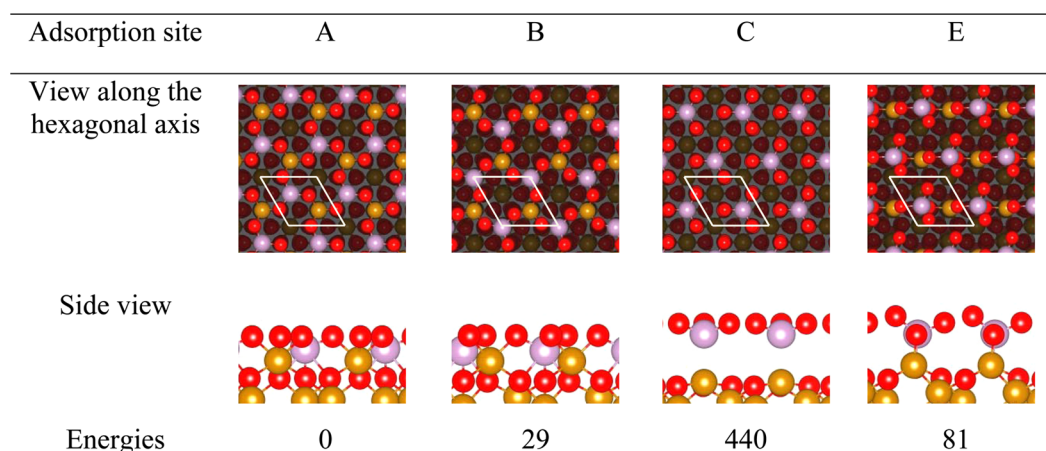 Adsorption site A B C E
View along the
hexagonal axis
Side view
Energies 0 29 440 81